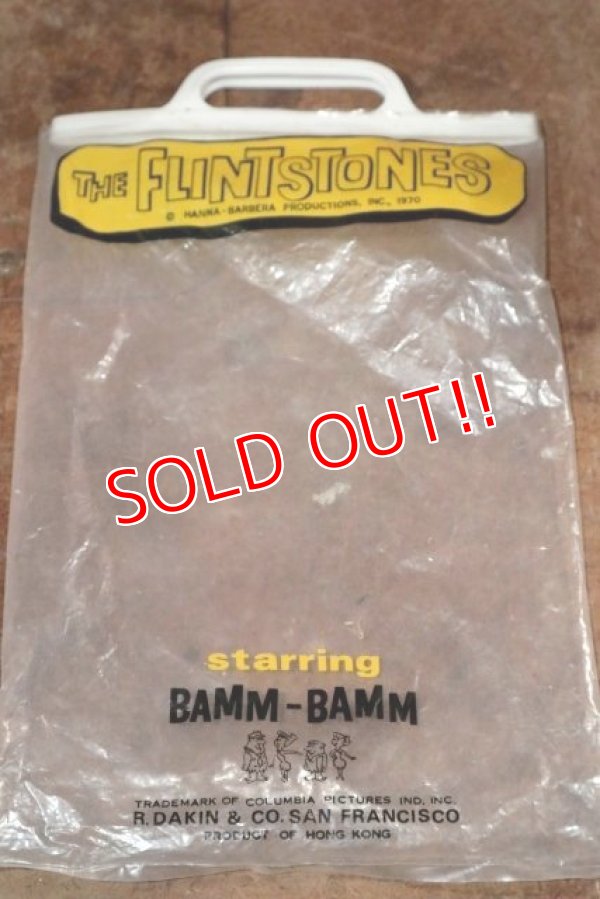 THE FLINTSTONES
© HANNA-BARBERA PRODUCTIONS, INC., 1970
SOLD OUT!!
starring
BAMM-BAMM
TRADEMARK OF COLUMBIA PICTURES IND. INC.
R. DAKIN & CO. SAN FRANCISCO
PRODUCT OF HONG KONG